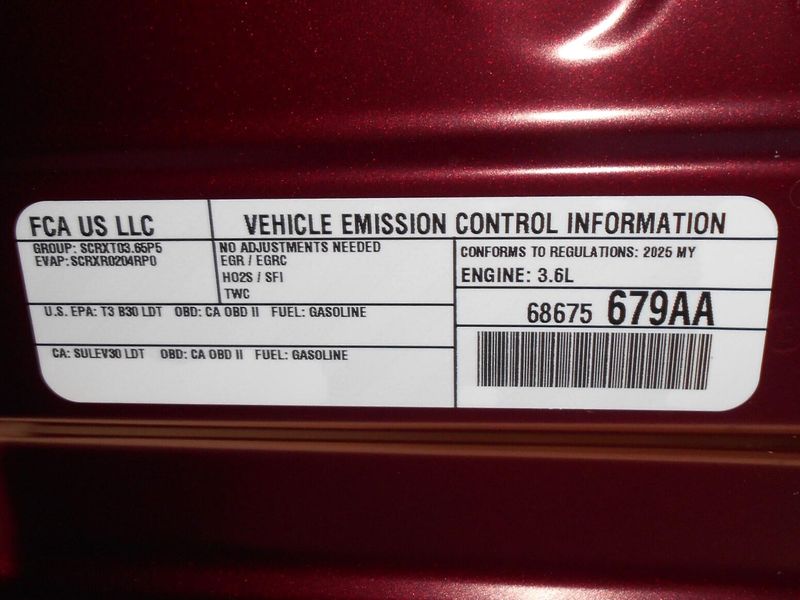 FCA US LLC
VEHICLE EMISSION CONTROL INFORMATION
GROUP: SCRXT03.65P5
EVAP: SCRXR0204RP0
NO ADJUSTMENTS NEEDED
EGR / EGRC
HO2S / SFI
TWC
CONFORMS TO REGULATIONS: 2025 MY
ENGINE: 3.6L
U.S. EPA: T3 B30 LDT OBD: CA OBD II FUEL: GASOLINE
68675 679AA
CA: SULEV30 LDT OBD: CA OBD II FUEL: GASOLINE